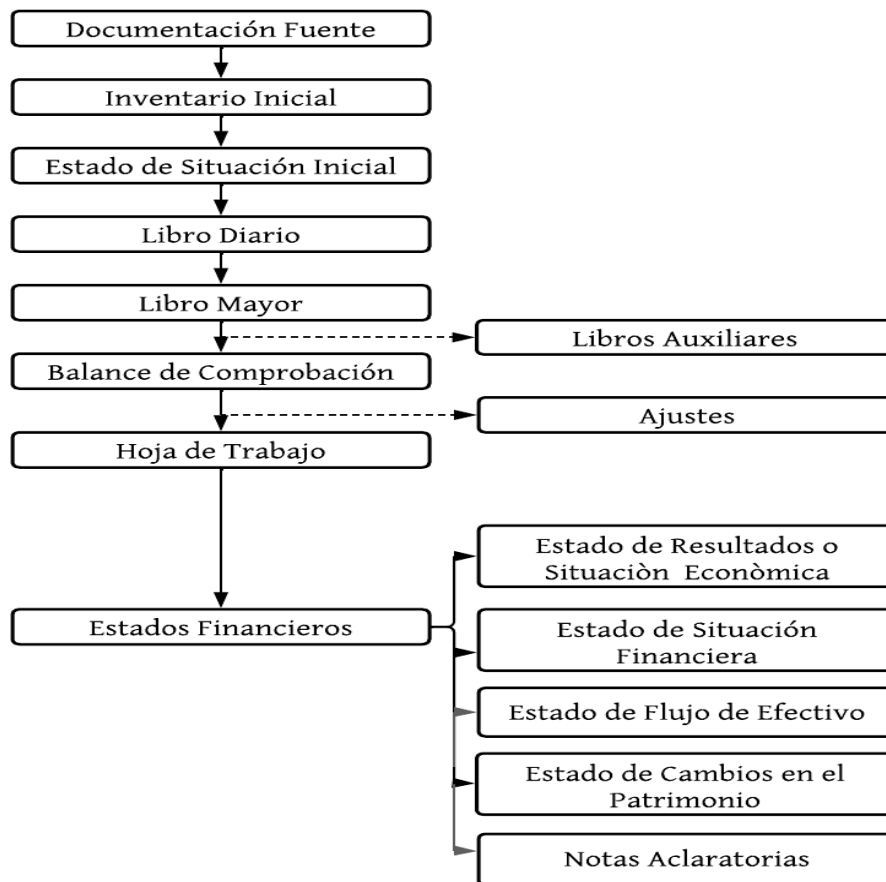 Documentación Fuente
Inventario Inicial
Estado de Situación Inicial
Libro Diario
Libro Mayor
Libros Auxiliares
Balance de Comprobación
Ajustes
Hoja de Trabajo
Estado de Resultados o
Situaciòn Econòmica
Estados Financieros
Estado de Situación
Financiera
Estado de Flujo de Efectivo
Estado de Cambios en el
Patrimonio
Notas Aclaratorias